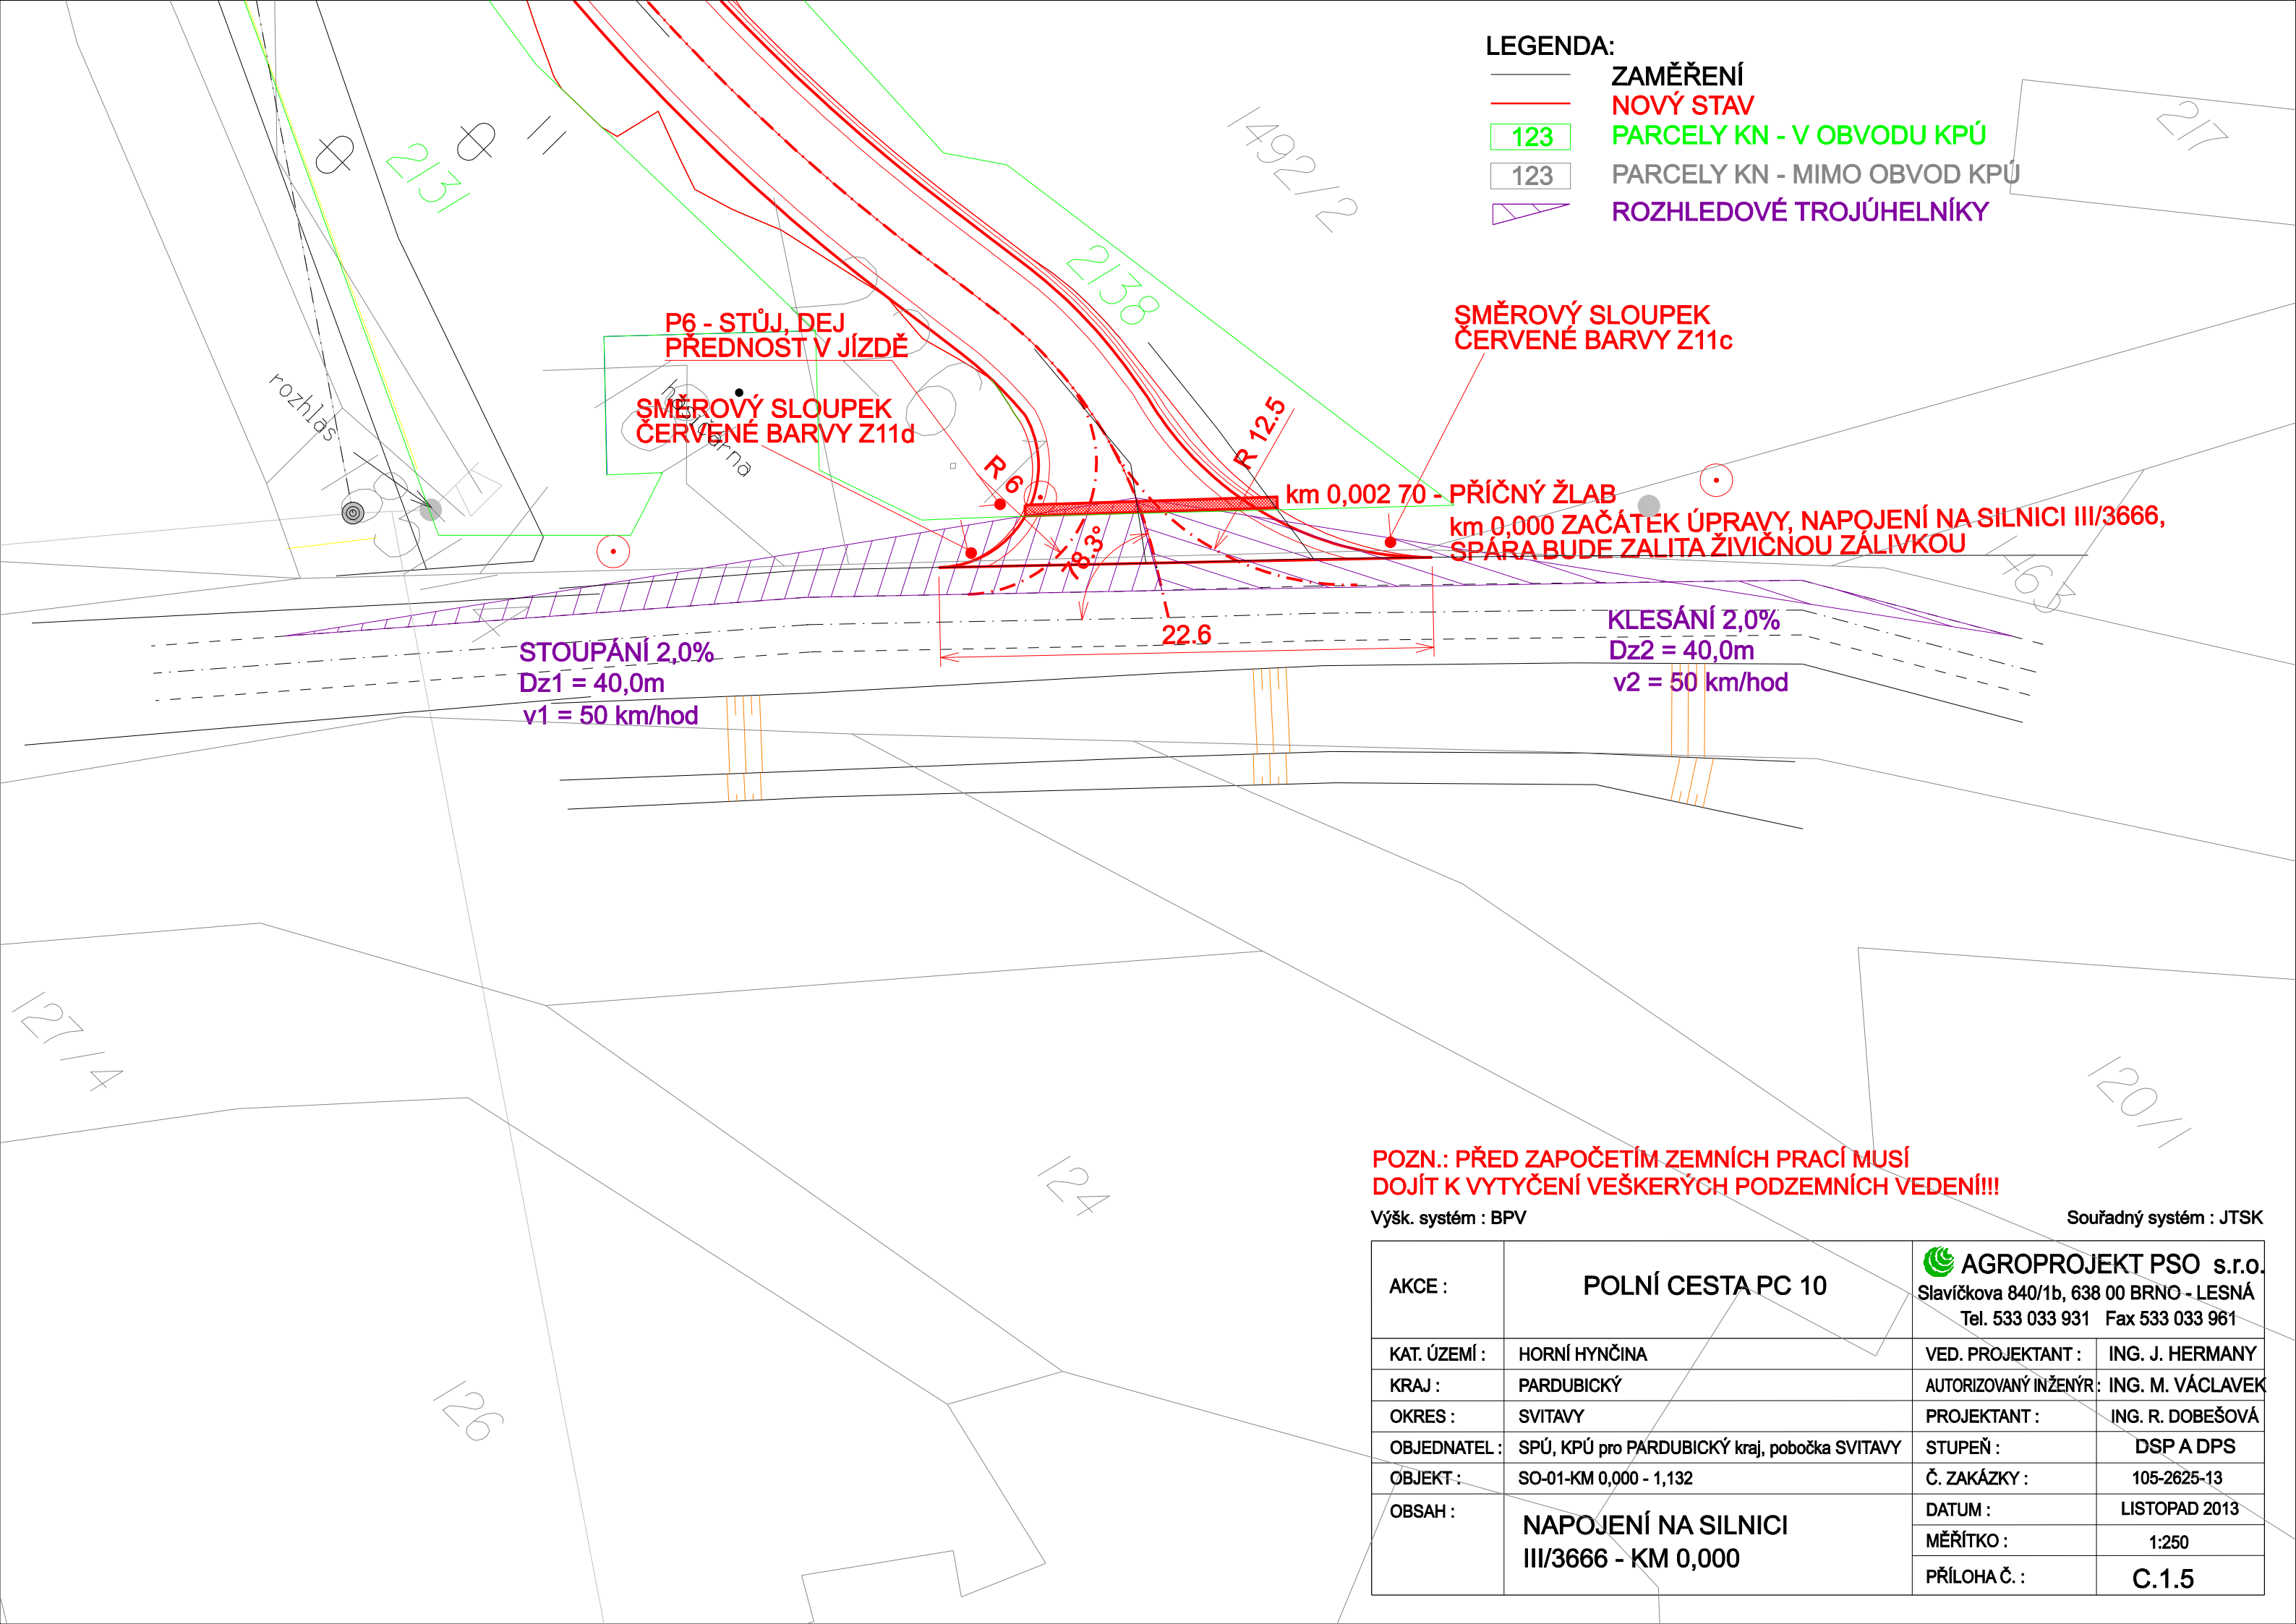 LEGENDA:
ZAMĚŘENÍ
NOVÝ STAV
123 PARCELY KN - V OBVODU KPÚ
123 PARCELY KN - MIMO OBVOD KPÚ
ROZHLEDOVÉ TROJÚHELNÍKY
2/31
1492/2
2/7
2/38
P6 - STŮJ, DEJ
PŘEDNOST V JÍZDĚ
SMĚROVÝ SLOUPEK
ČERVENÉ BARVY Z11c
rozhlas
SMĚROVÝ SLOUPEK
ČERVENÉ BARVY Z11d
R 6
R 12.5
km 0,002 70 - PŘÍČNÝ ŽLAB
km 0,000 ZAČÁTEK ÚPRAVY, NAPOJENÍ NA SILNICI III/3666,
SPÁRA BUDE ZALITA ŽIVIČNOU ZÁLIVKOU
78.3°
22.6
STOUPÁNÍ 2,0%
Dz1 = 40,0m
v1 = 50 km/hod
KLESÁNÍ 2,0%
Dz2 = 40,0m
v2 = 50 km/hod
127/4
120/1
124
126
POZN.: PŘED ZAPOČETÍM ZEMNÍCH PRACÍ MUSÍ
DOJÍT K VYTYČENÍ VEŠKERÝCH PODZEMNÍCH VEDENÍ!!!
Výšk. systém : BPV
Souřadný systém : JTSK
AKCE : POLNÍ CESTA PC 10
AGROPROJEKT PSO s.r.o.
Slavíčkova 840/1b, 638 00 BRNO - LESNÁ
Tel. 533 033 931 Fax 533 033 961
KAT. ÚZEMÍ : HORNÍ HYNČINA
VED. PROJEKTANT : ING. J. HERMANY
KRAJ : PARDUBICKÝ
AUTORIZOVANÝ INŽENÝR : ING. M. VÁCLAVEK
OKRES : SVITAVY
PROJEKTANT : ING. R. DOBEŠOVÁ
OBJEDNATEL : SPÚ, KPÚ pro PARDUBICKÝ kraj, pobočka SVITAVY
STUPEŇ : DSP A DPS
OBJEKT : SO-01-KM 0,000 - 1,132
Č. ZAKÁZKY : 105-2625-13
OBSAH : NAPOJENÍ NA SILNICI
III/3666 - KM 0,000
DATUM : LISTOPAD 2013
MĚŘÍTKO : 1:250
PŘÍLOHA Č. : C.1.5